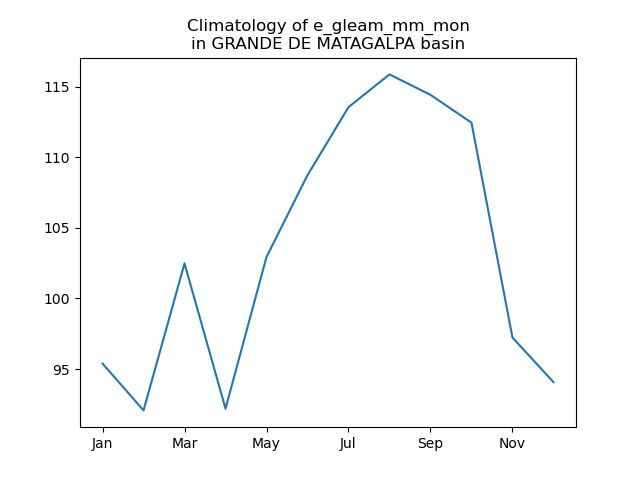 Climatology of e_gleam_mm_mon
in GRANDE DE MATAGALPA basin
115
110
105
100
95
Jan Mar May Jul Sep Nov